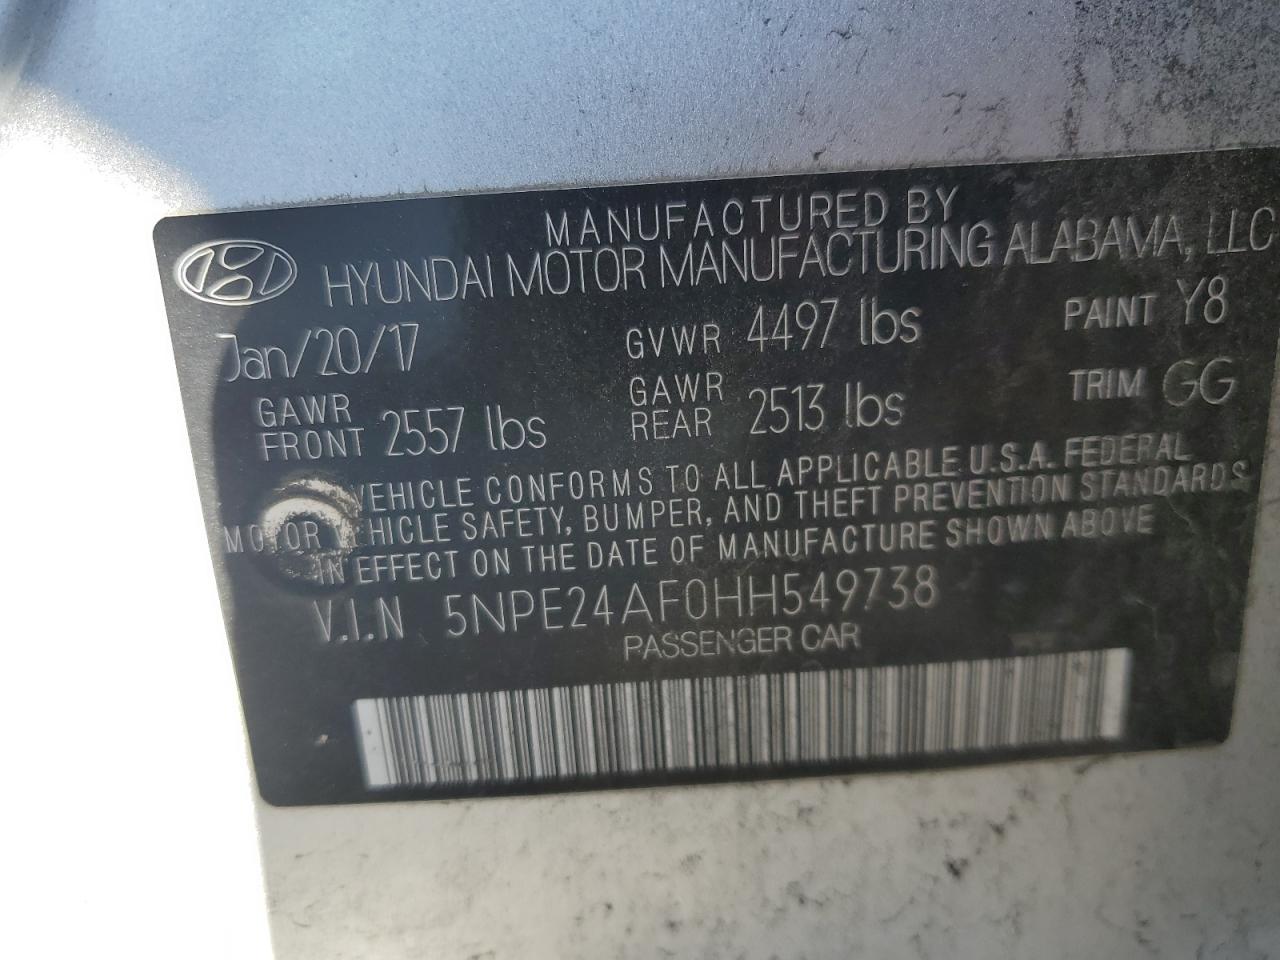 MANUFACTURED BY
HYUNDAI MOTOR MANUFACTURING ALABAMA, LLC
Jan/20/17 GVWR 4497 lbs PAINT Y8
GAWR FRONT 2557 lbs GAWR REAR 2513 lbs TRIM GG
VEHICLE CONFORMS TO ALL APPLICABLE U.S.A. FEDERAL
MOTOR VEHICLE SAFETY, BUMPER, AND THEFT PREVENTION STANDARDS
IN EFFECT ON THE DATE OF MANUFACTURE SHOWN ABOVE
V.I.N 5NPE24AF0HH549738
PASSENGER CAR